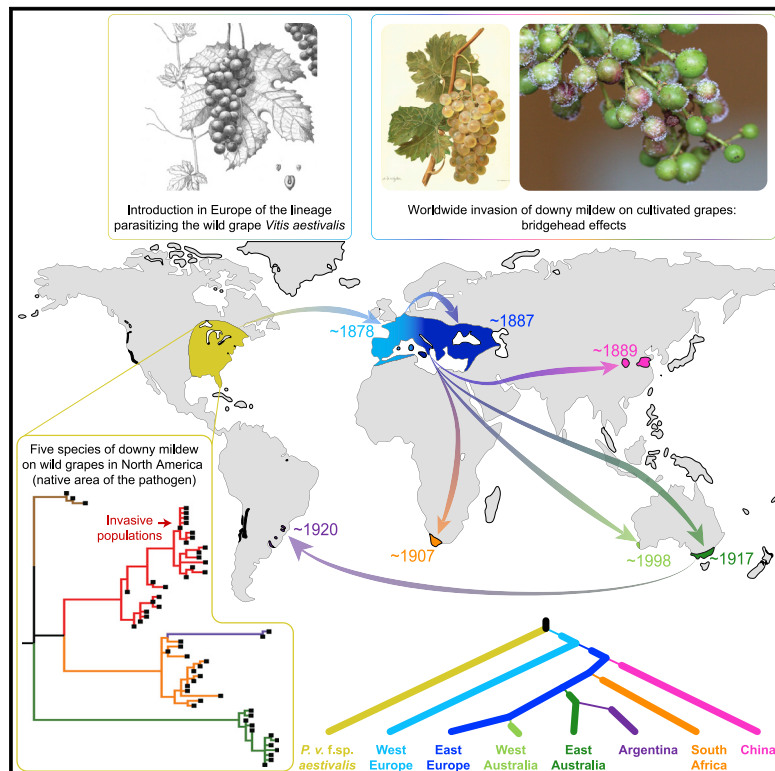 Introduction in Europe of the lineage
parasitizing the wild grape Vitis aestivalis
Worldwide invasion of downy mildew on cultivated grapes:
bridgehead effects
~1878
~1887
~1889
Five species of downy mildew
on wild grapes in North America
(native area of the pathogen)
Invasive
populations
~1920
~1907
~1998
~1917
P. v. f.sp.
aestivalis
West
Europe
East
Europe
West
Australia
East
Australia
Argentina
South
Africa
China